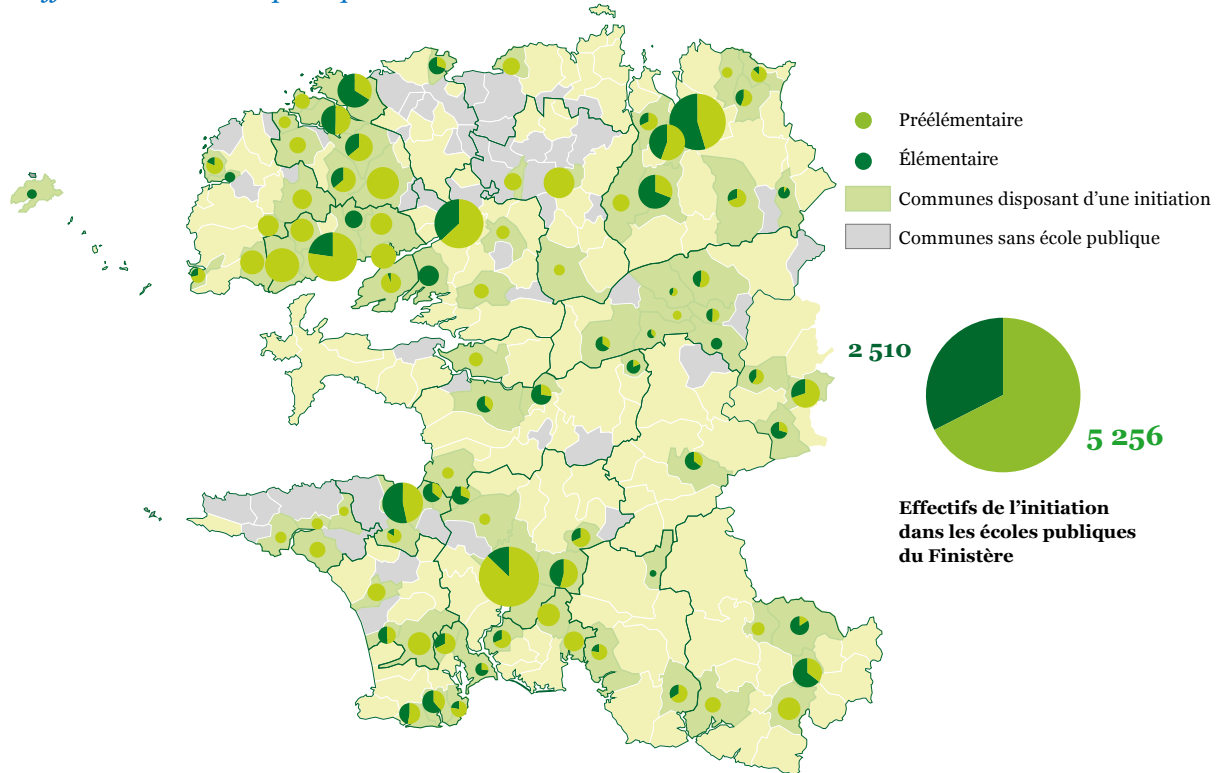 Préélémentaire
Élémentaire
Communes disposant d’une initiation
Communes sans école publique
2 510
5 256
Effectifs de l’initiation
dans les écoles publiques
du Finistère